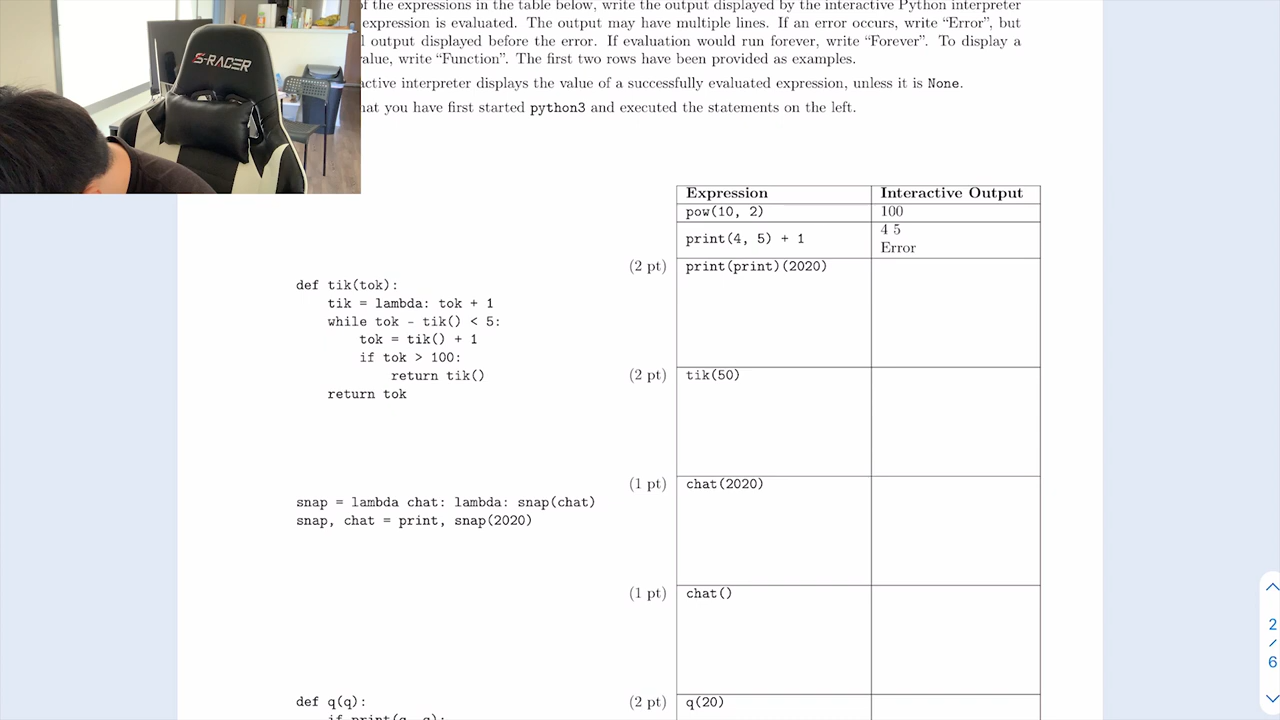 of the expressions in the table below, write the output displayed by the interactive Python interpreter
expression is evaluated. The output may have multiple lines. If an error occurs, write “Error”, but
output displayed before the error. If evaluation would run forever, write “Forever”. To display a
value, write “Function”. The first two rows have been provided as examples.
active interpreter displays the value of a successfully evaluated expression, unless it is None.
hat you have first started python3 and executed the statements on the left.
S-RACER
Expression Interactive Output
pow(10, 2) 100
print(4, 5) + 1 4 5
Error
(2 pt) print(print)(2020)
def tik(tok):
    tik = lambda: tok + 1
    while tok - tik() < 5:
        tok = tik() + 1
        if tok > 100:
            return tik()
    return tok
(2 pt) tik(50)
(1 pt) chat(2020)
snap = lambda chat: lambda: snap(chat)
snap, chat = print, snap(2020)
(1 pt) chat()
def q(q):
(2 pt) q(20)
if print(q, q):
2
/
6